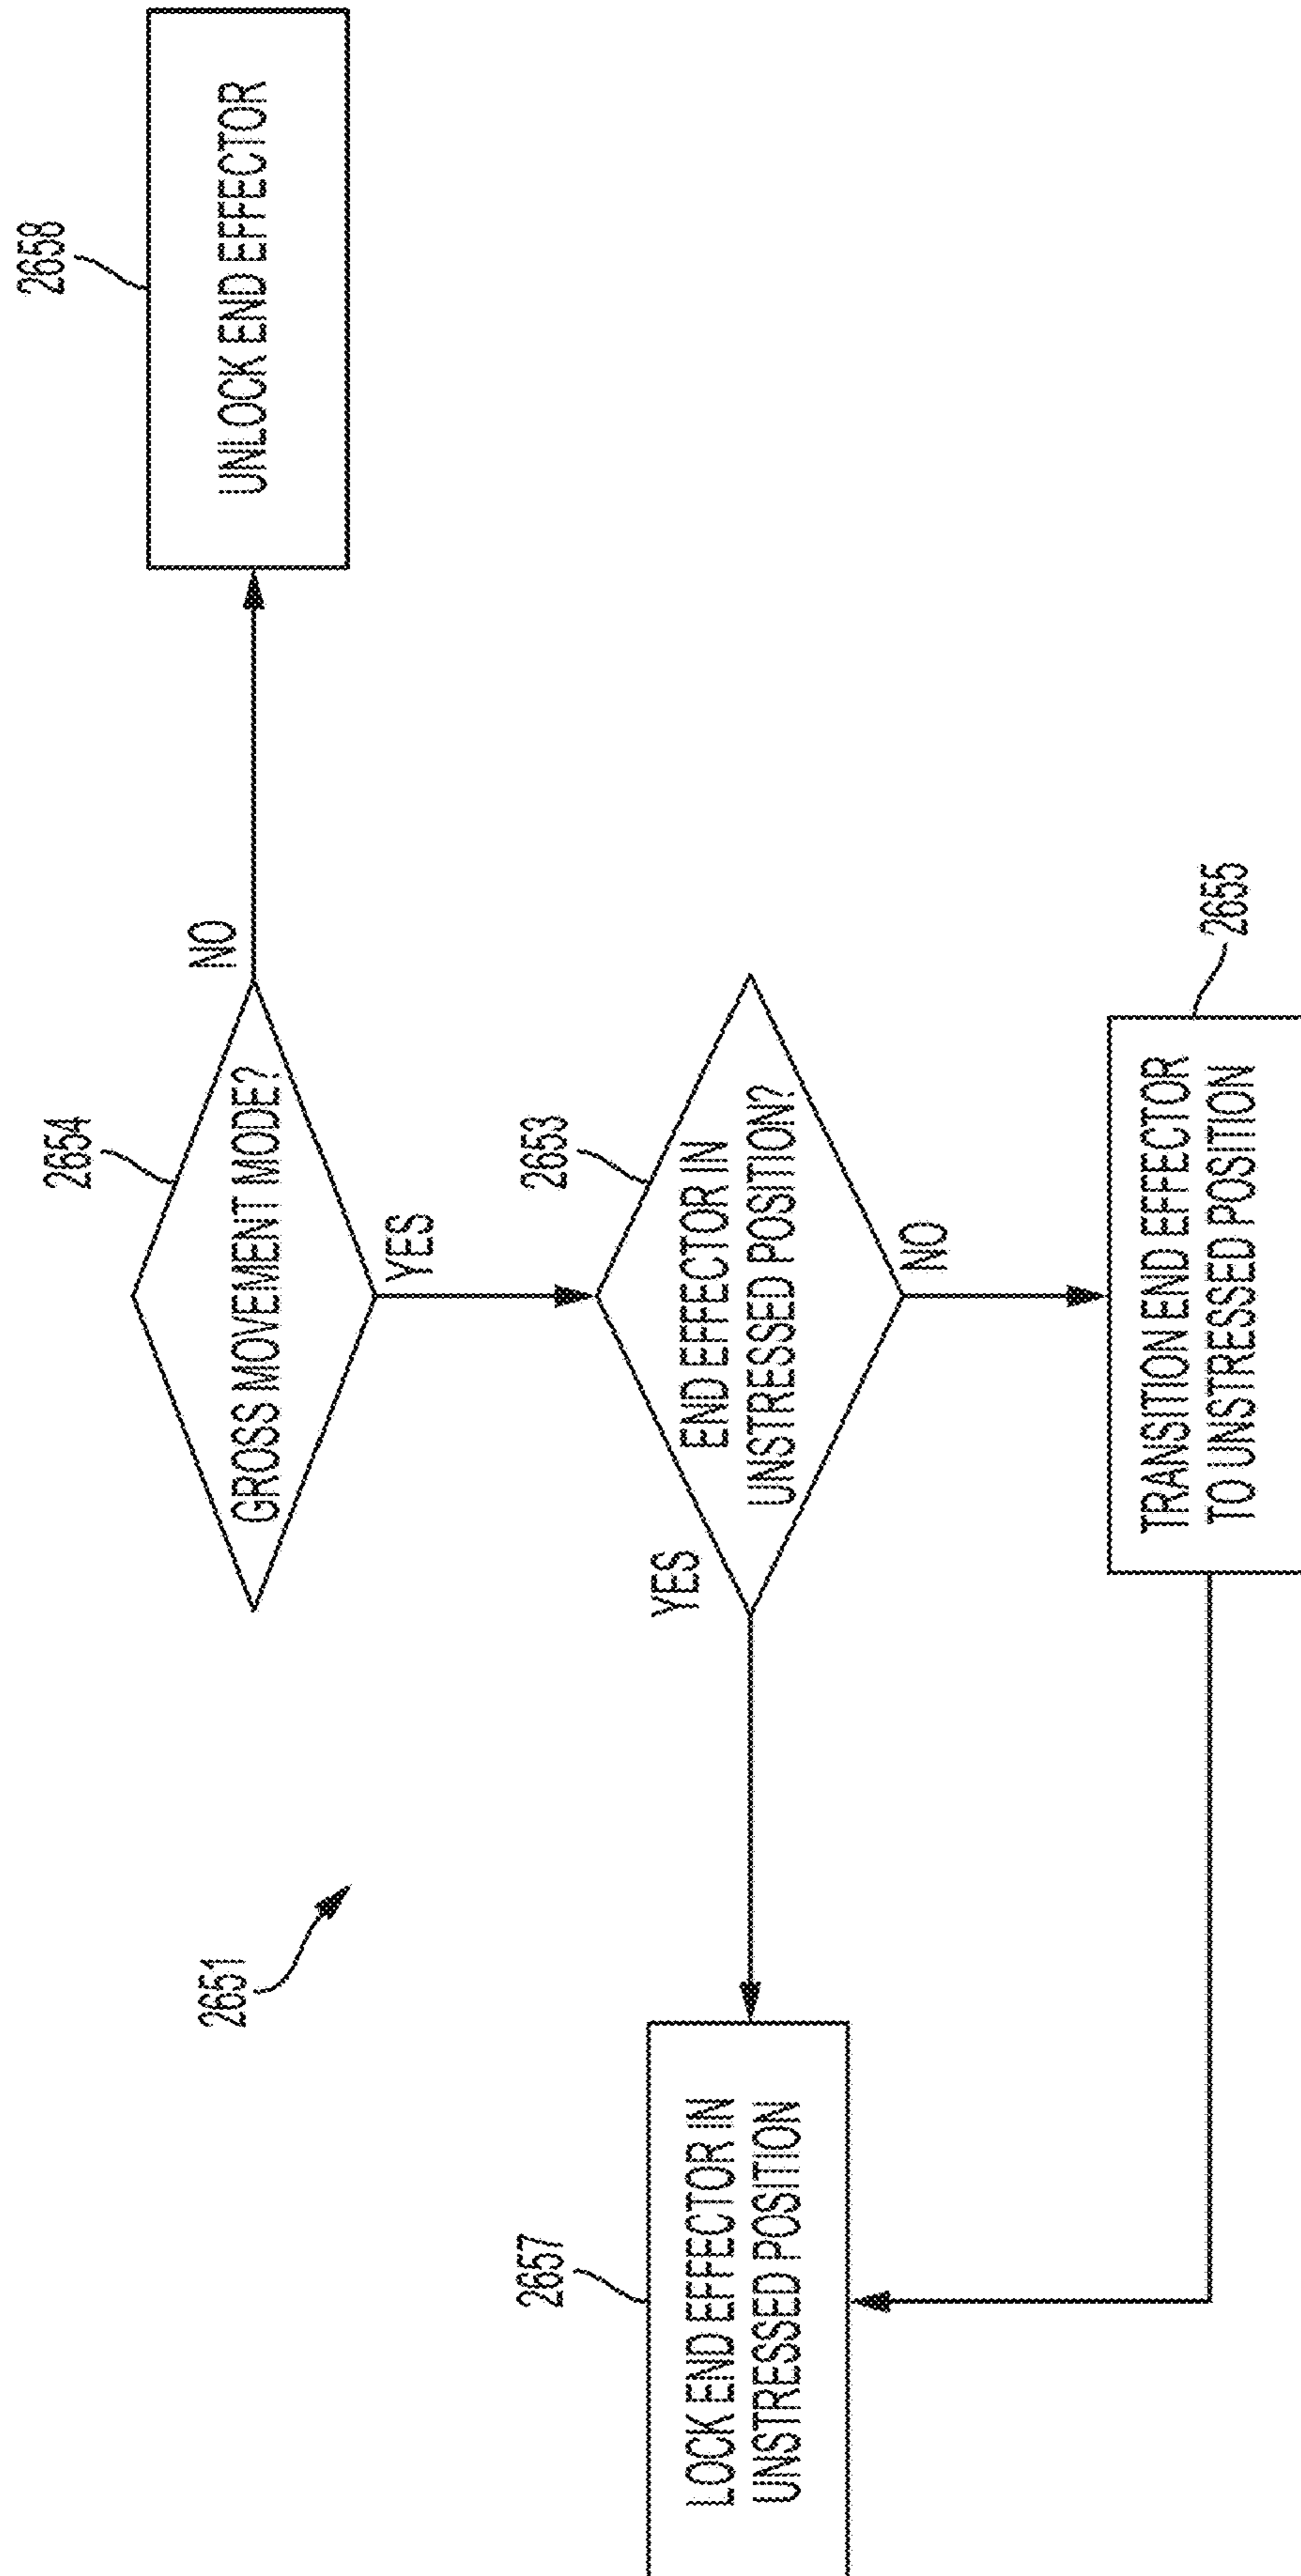 2651
2654
GROSS MOVEMENT MODE?
NO
2658
UNLOCK END EFFECTOR
YES
2657
LOCK END EFFECTOR IN
UNSTRESSED POSITION
YES
2653
END EFFECTOR IN
UNSTRESSED POSITION?
NO
2655
TRANSITION END EFFECTOR
TO UNSTRESSED POSITION